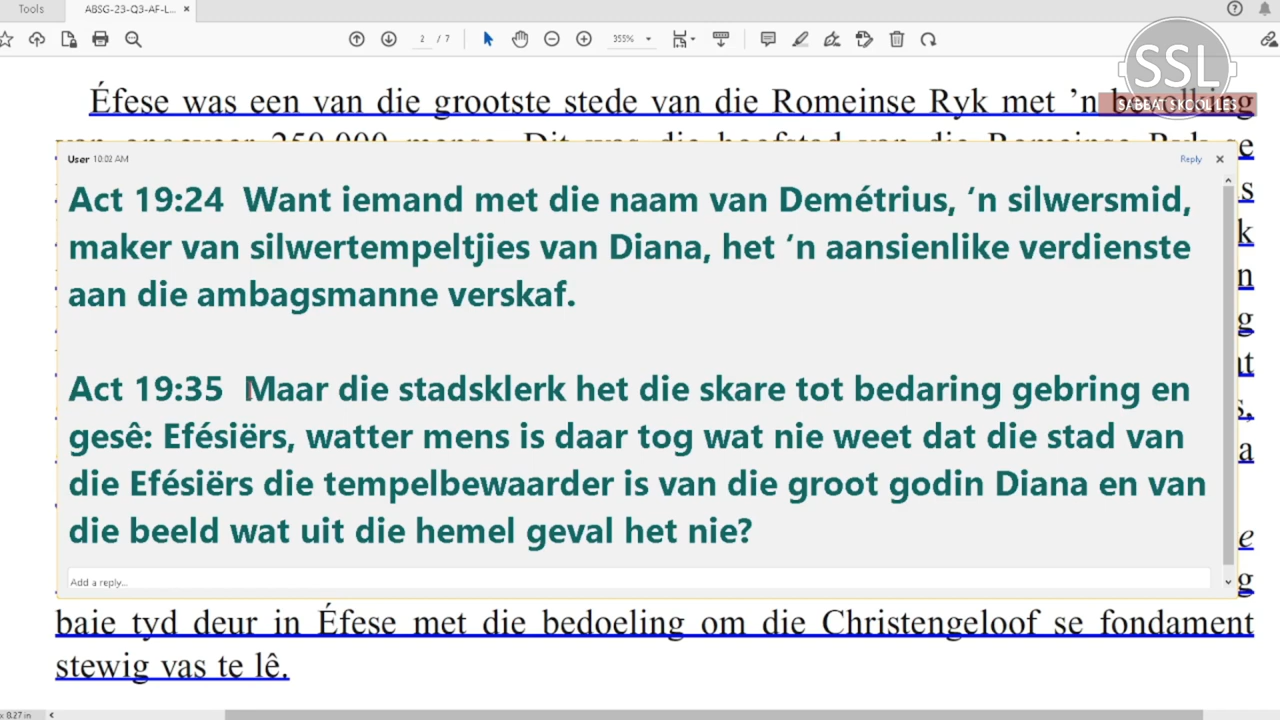 Tools
ABSG-23-Q3-AF-L...
2 / 7
355%
SSL
SABBAT SKOOL LES
Éfese was een van die grootste stede van die Romeinse Ryk met ’n
User 10:02 AM
Reply
Act 19:24 Want iemand met die naam van Demétrius, ‘n silwersmid,
maker van silwertempeltjies van Diana, het ‘n aansienlike verdienste
aan die ambagsmanne verskaf.
Act 19:35 Maar die stadsklerk het die skare tot bedaring gebring en
gesê: Efésiërs, watter mens is daar tog wat nie weet dat die stad van
die Efésiërs die tempelbewaarder is van die groot godin Diana en van
die beeld wat uit die hemel geval het nie?
Add a reply...
baie tyd deur in Éfese met die bedoeling om die Christengeloof se fondament
stewig vas te lê.
x 8.27 in